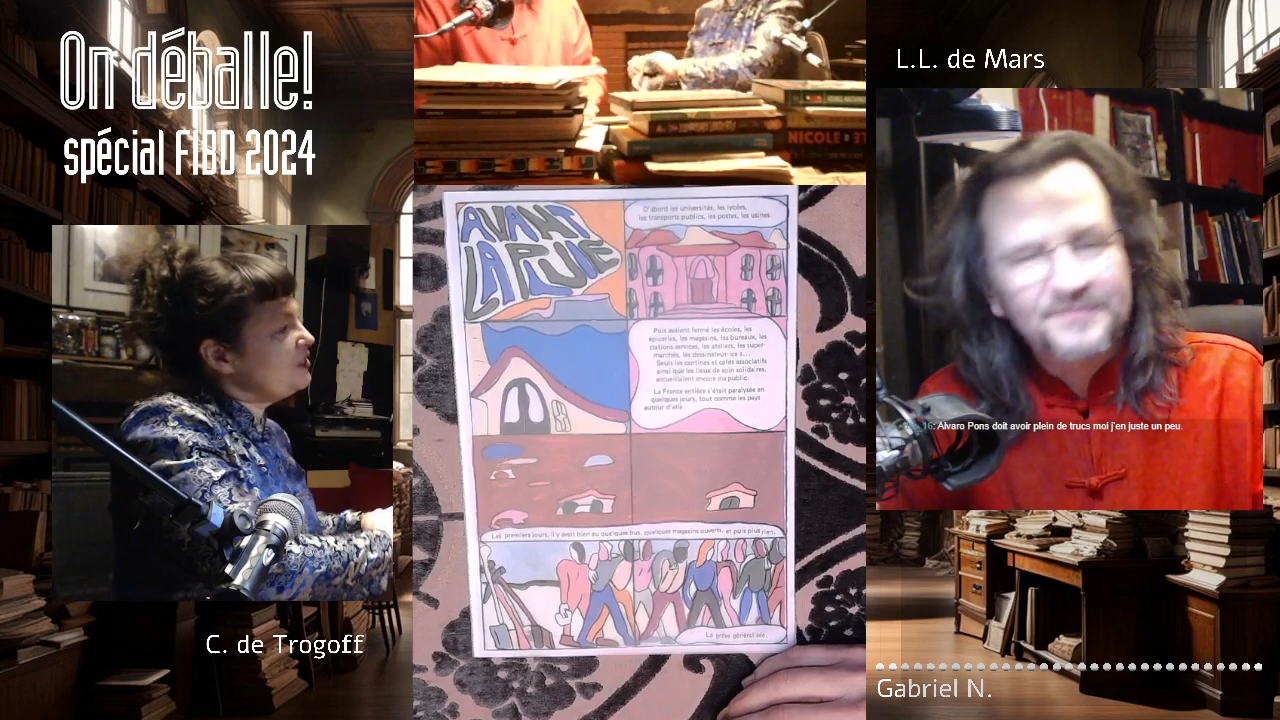 On déballe!
spécial FIBD 2024
L.L. de Mars
NICOLE
AVANT
LA PLUIE
D'abord les universités, les lycées,
les transports publics, les postes, les usines.
Puis avaient fermé les écoles, les
épiceries, les magasins, les bureaux, les
stations services, les ateliers, les super-
marchés, les dessinateur·ice·s...
Seuls les cantines et cafés associatifs
ainsi que les lieux de soin solidaires,
accueillaient encore du public.
La France entière s'était paralysée en
quelques jours, tout comme les pays
autour d'elle.
Les premiers jours, il y avait bien eu quelques bus, quelques magasins ouverts, et puis plus rien.
La grève généralisée.
16: Alvaro Pons doit avoir plein de trucs moi j'en juste un peu.
C. de Trogoff
Gabriel N.